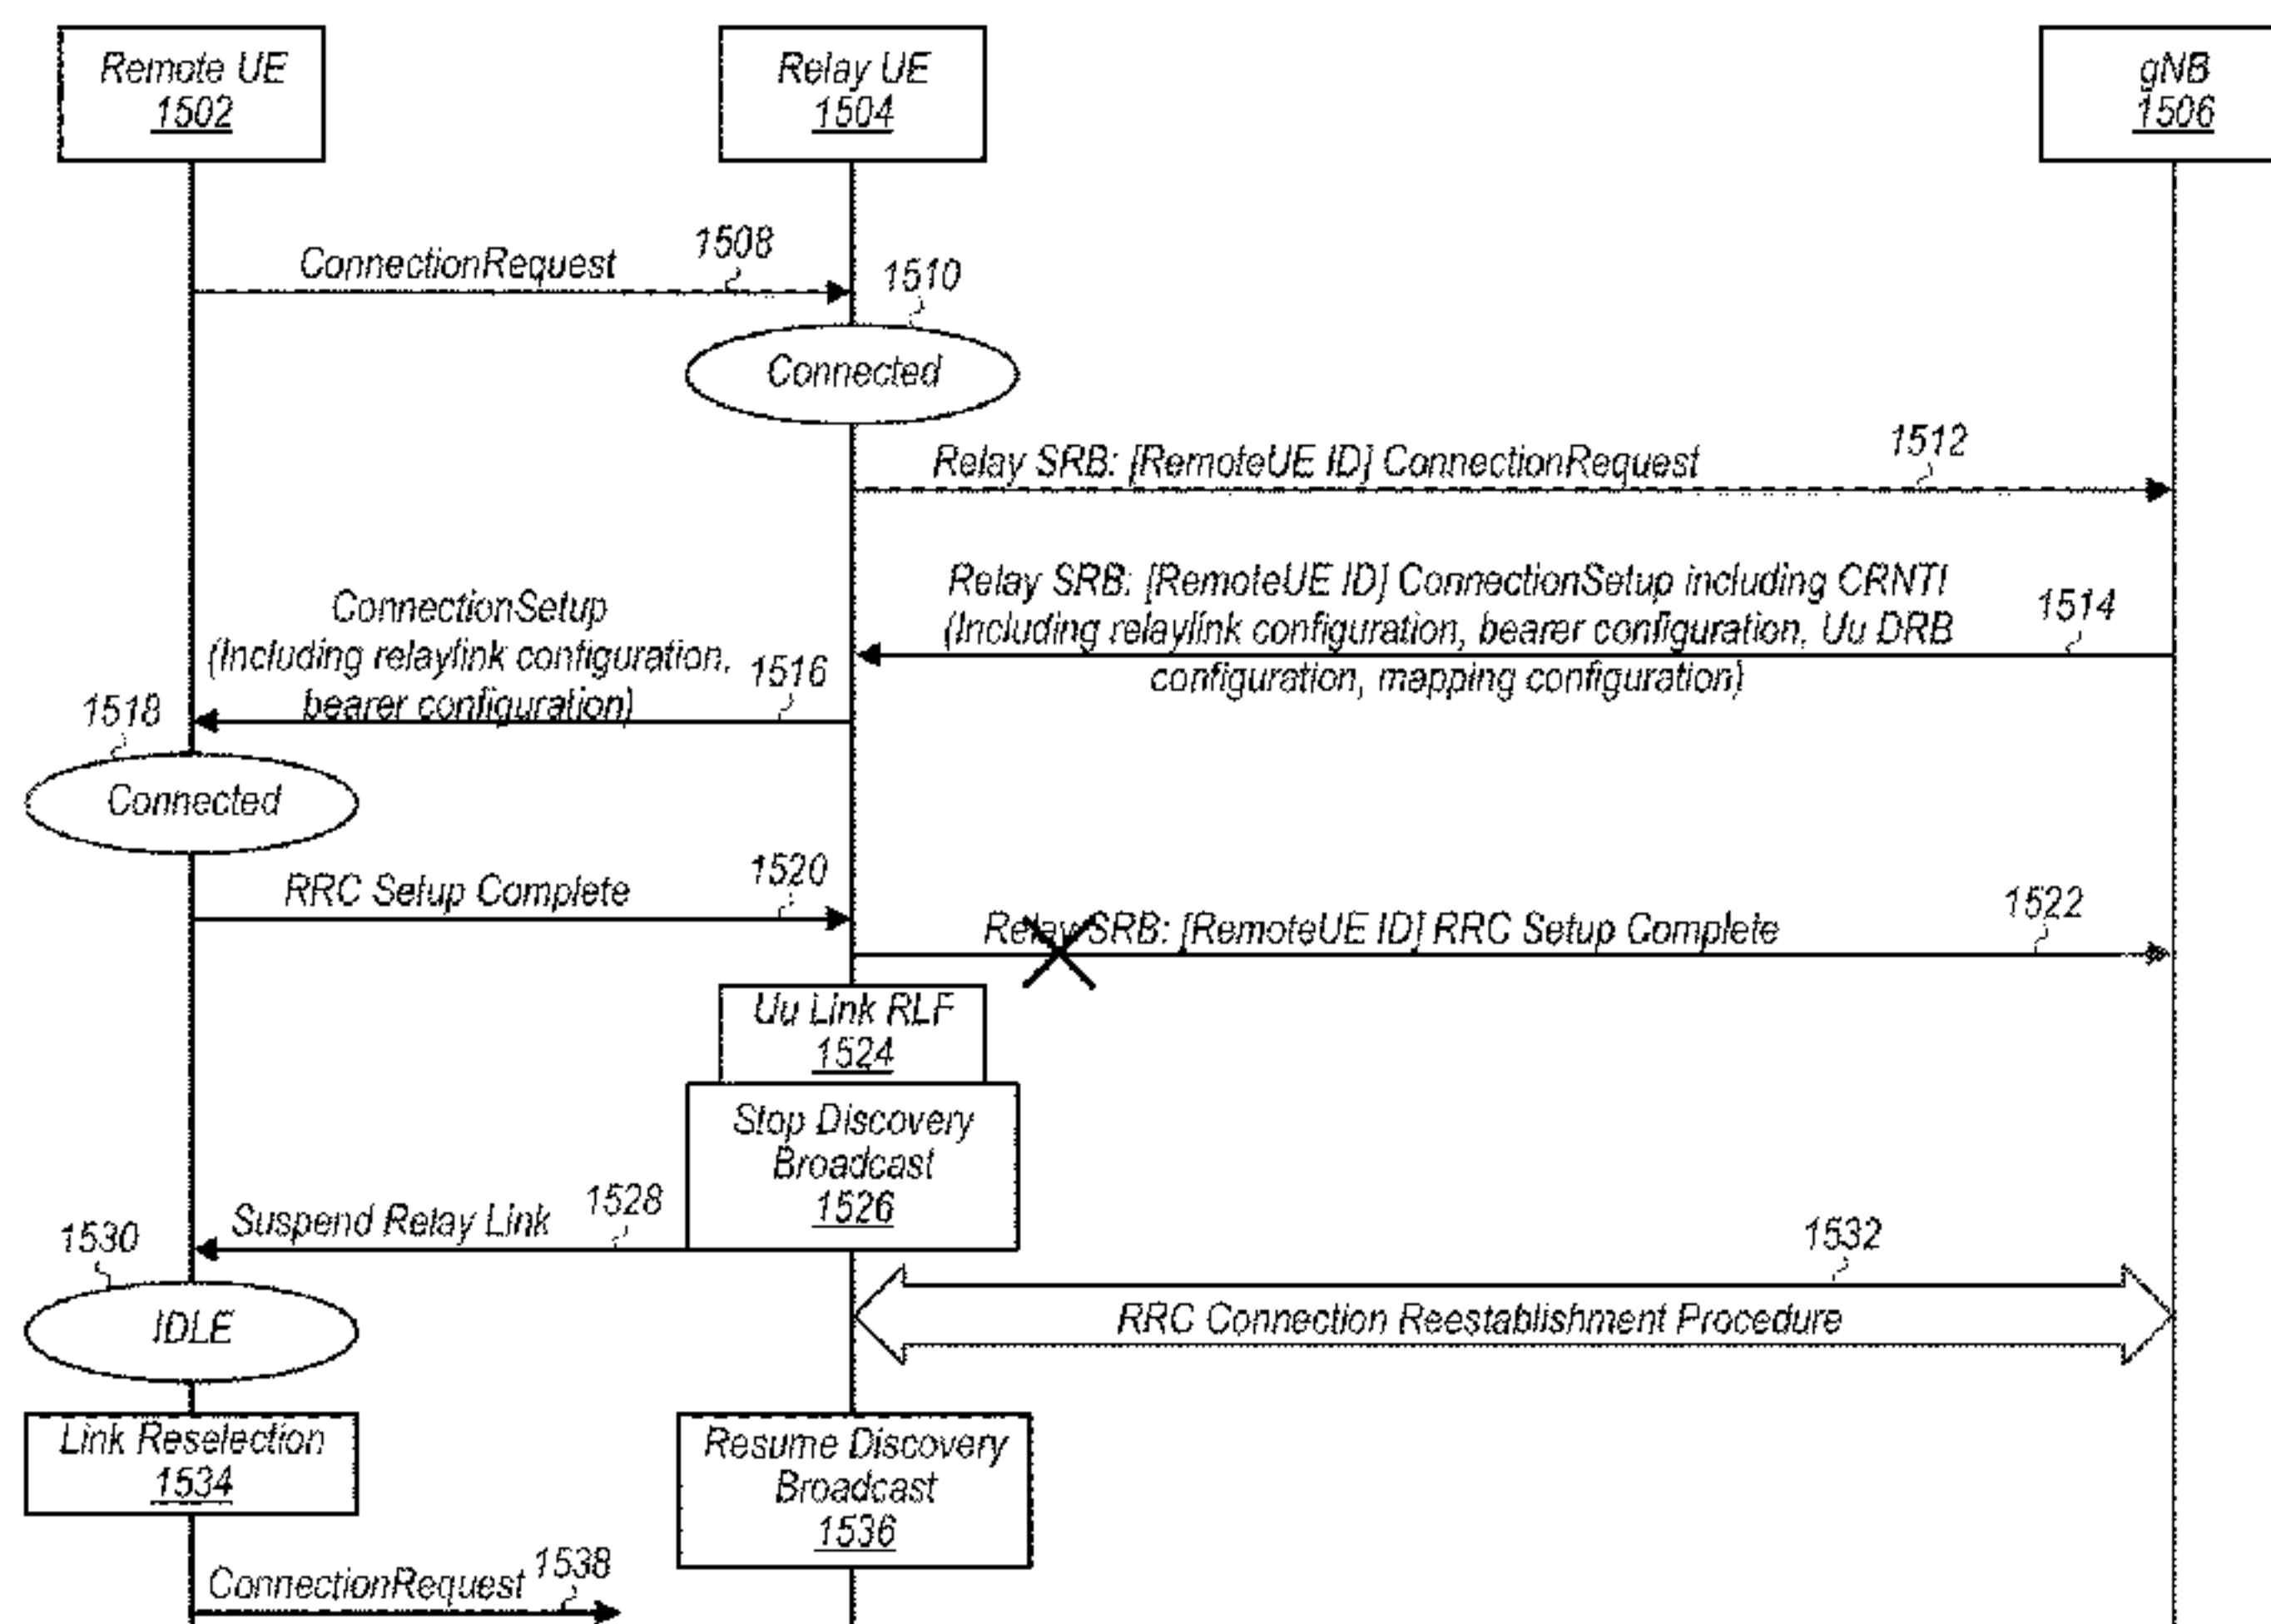 Remote UE
1502
Relay UE
1504
gNB
1506
ConnectionRequest
1508
1510
Connected
Relay SRB: [RemoteUE ID] ConnectionRequest
1512
Relay SRB: [RemoteUE ID] ConnectionSetup including CRNTI
(Including relaylink configuration, bearer configuration, Uu DRB
configuration, mapping configuration)
1514
ConnectionSetup
(Including relaylink configuration,
bearer configuration)
1516
1518
Connected
RRC Setup Complete
1520
Relay SRB: [RemoteUE ID] RRC Setup Complete
1522
Uu Link RLF
1524
Stop Discovery
Broadcast
1526
Suspend Relay Link
1528
1530
IDLE
1532
RRC Connection Reestablishment Procedure
Link Reselection
1534
Resume Discovery
Broadcast
1536
ConnectionRequest
1538